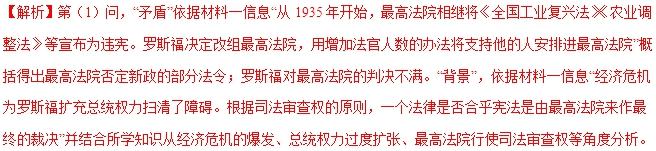 【解析】第（1）问，“矛盾”依据材料一信息“从 1935 年开始，最高法院相继将《全国工业复兴法》《农业调
整法》等宣布为违宪。罗斯福决定改组最高法院，用增加法官人数的办法将支持他的人安排进最高法院”概
括得出最高法院否定新政的部分法令；罗斯福对最高法院的判决不满。“背景”，依据材料一信息“经济危机
为罗斯福扩充总统权力扫清了障碍。根据司法审查权的原则，一个法律是否合乎宪法是由最高法院来作最
终的裁决”并结合所学知识从经济危机的爆发、总统权力过度扩张、最高法院行使司法审查权等角度分析。